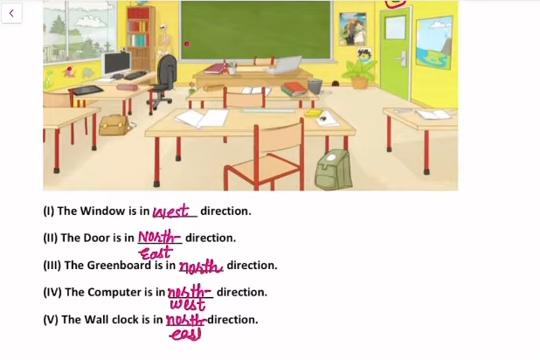 (I) The Window is in west direction.
(II) The Door is in North- direction.
East
(III) The Greenboard is in north direction.
(IV) The Computer is in north- direction.
west
(V) The Wall clock is in north-direction.
east